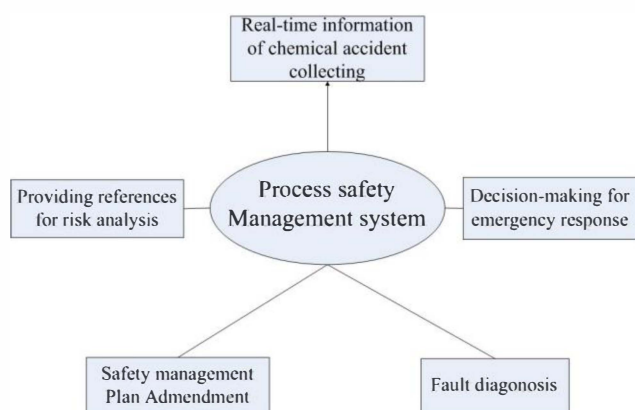 Real-time information
of chemical accident
collecting
Process safety
Management system
Providing references
for risk analysis
Decision-making for
emergency response
Safety management
Plan Admendment
Fault diagonosis